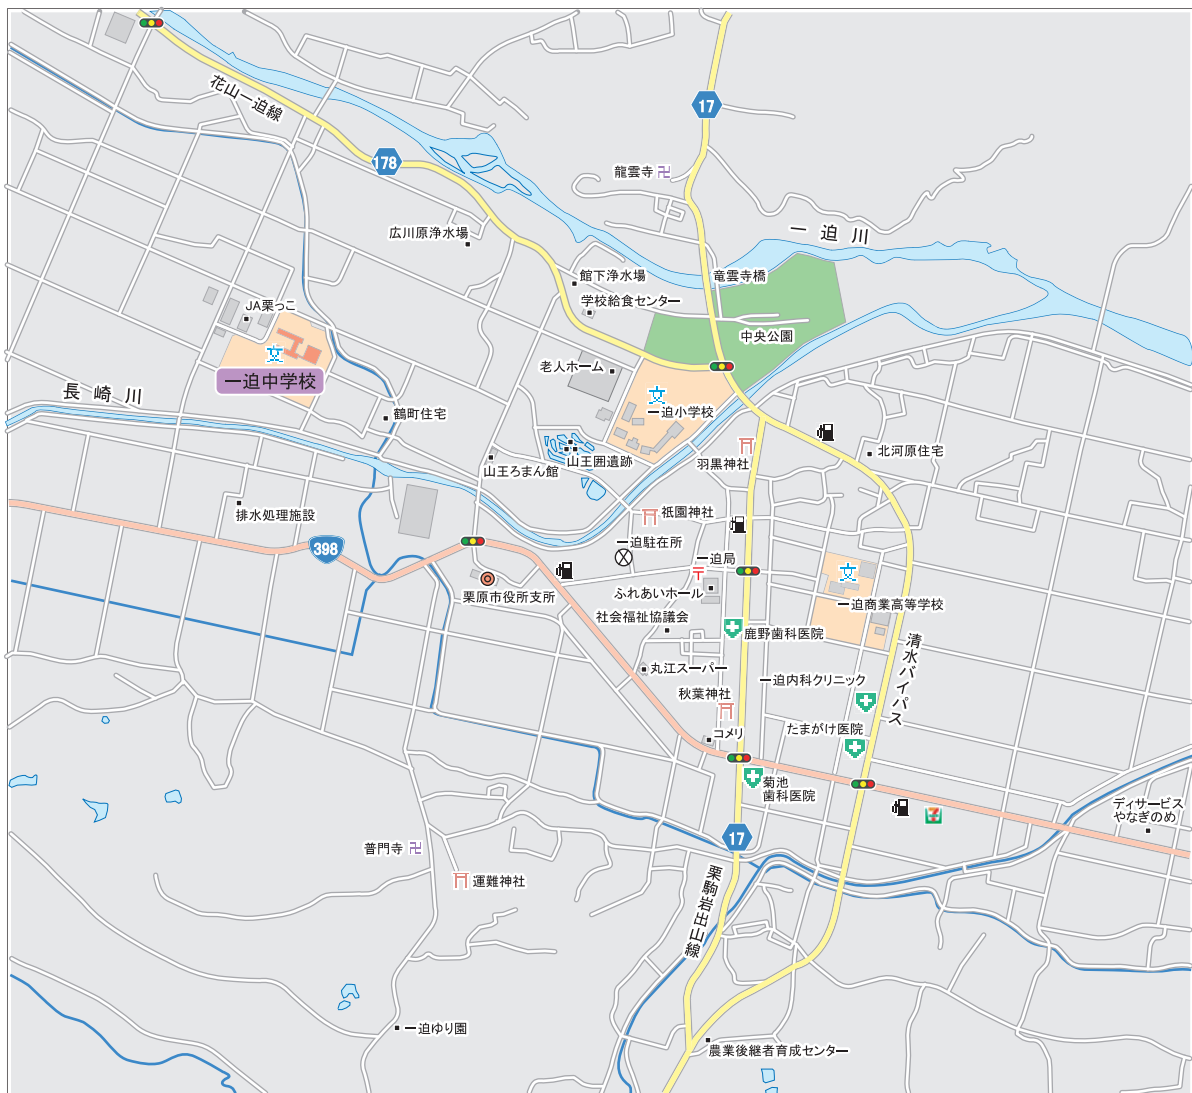 花山一迫線
17
178
龍雲寺
広川原浄水場
一迫川
館下浄水場
竜雲寺橋
学校給食センター
JA栗っこ
中央公園
文
一迫中学校
老人ホーム
文
一迫小学校
長崎川
鶴町住宅
羽黒神社
北河原住宅
山王囲遺跡
山王ろまん館
排水処理施設
祇園神社
398
一迫駐在所
一迫局
文
栗原市役所支所
ふれあいホール
一迫商業高等学校
社会福祉協議会
鹿野歯科医院
清水バイパス
丸江スーパー
一迫内科クリニック
秋葉神社
コメリ
たまがけ医院
菊池
歯科医院
ディサービス
やなぎのめ
7
17
普門寺
運難神社
栗駒岩出山線
一迫ゆり園
農業後継者育成センター